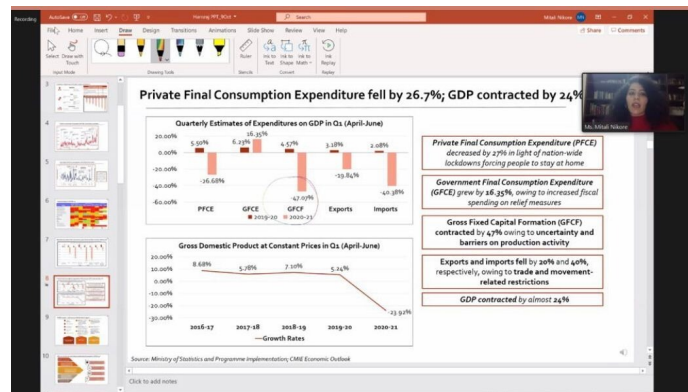 Recording
AutoSave
Search
Mitali Nikore
File Home Insert Draw Design Transitions Animations Slide Show Review View Help
Share Comments
Select Draw with Touch
Ruler
Ink to Text
Ink to Shape
Ink to Math
Ink Replay
Input Mode Drawing Tools Stencils Convert Replay
3
4
5
6
7
8
9
10
Private Final Consumption Expenditure fell by 26.7%; GDP contracted by 24%
Ms. Mitali Nikore
Quarterly Estimates of Expenditures on GDP in Q1 (April-June)
20.00%
0.00%
-20.00%
-40.00%
-60.00%
5.50% 6.23% 16.35% 4.57% 3.18% 2.08%
-26.68% -47.07% -19.84% -40.38%
PFCE GFCE GFCF Exports Imports
2019-20 2020-21
Gross Domestic Product at Constant Prices in Q1 (April-June)
20.00%
10.00%
0.00%
-10.00%
-20.00%
-30.00%
8.68% 5.78% 7.10% 5.24% -23.92%
2016-17 2017-18 2018-19 2019-20 2020-21
Growth Rates
Source: Ministry of Statistics and Programme Implementation; CMIE Economic Outlook
Private Final Consumption Expenditure (PFCE)
decreased by 27% in light of nation-wide
lockdowns forcing people to stay at home
Government Final Consumption Expenditure
(GFCE) grew by 16.35%, owing to increased fiscal
spending on relief measures
Gross Fixed Capital Formation (GFCF)
contracted by 47% owing to uncertainty and
barriers on production activity
Exports and imports fell by 20% and 40%,
respectively, owing to trade and movement-
related restrictions
GDP contracted by almost 24%
Click to add notes